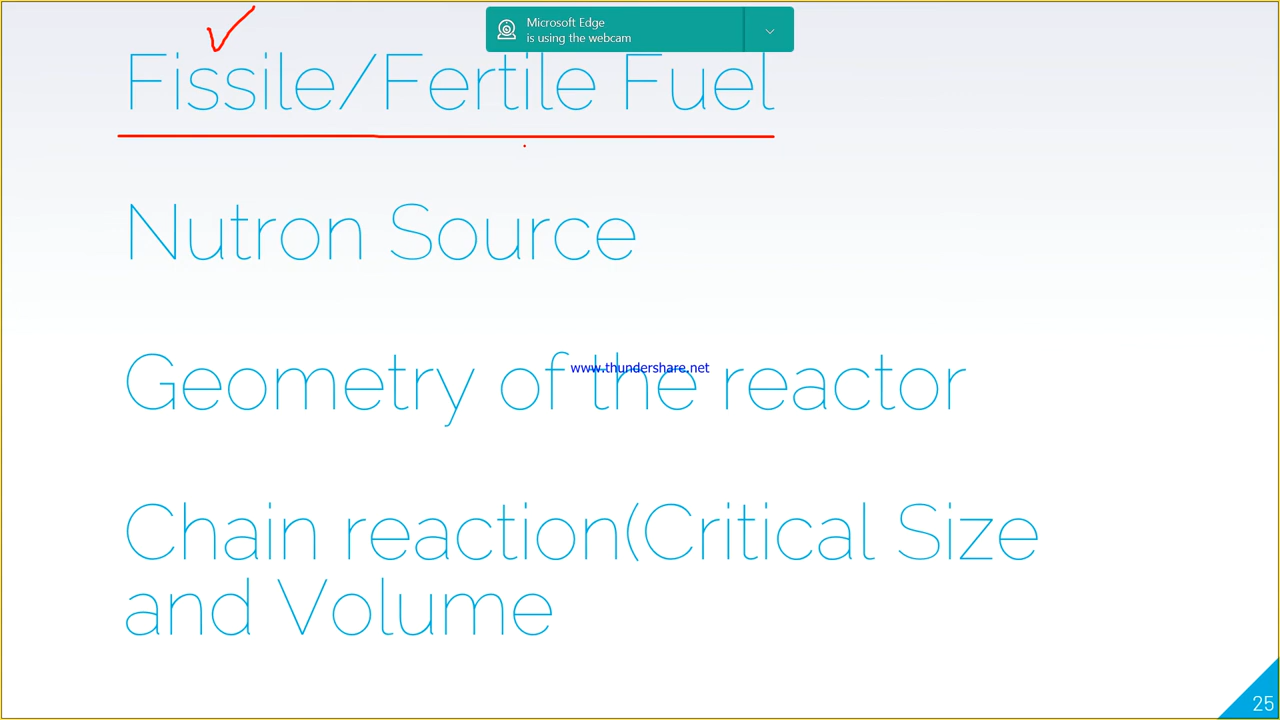 Microsoft Edge
is using the webcam
Fissile/Fertile Fuel
Nutron Source
www.thundershare.net
Geometry of the reactor
Chain reaction(Critical Size
and Volume
25